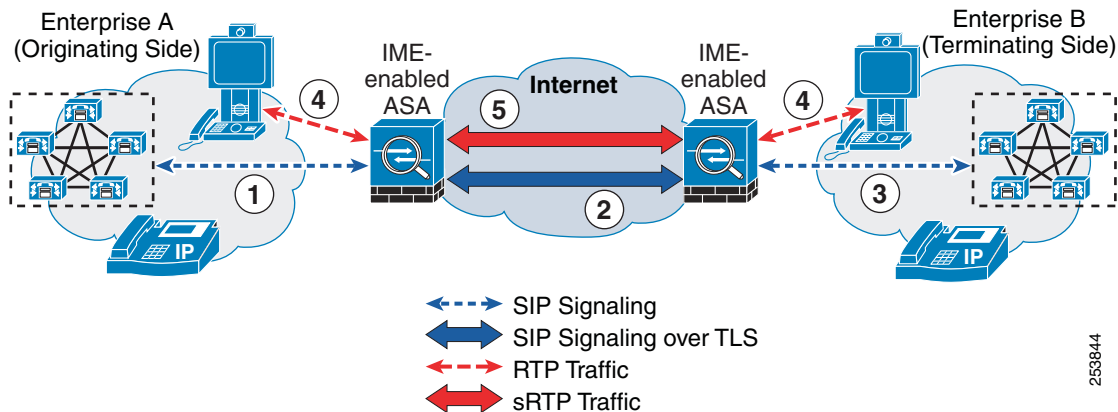 Enterprise A
(Originating Side)
IME-
enabled
ASA
Internet
IME-
enabled
ASA
Enterprise B
(Terminating Side)
4
5
4
1
2
3
IP
IP
SIP Signaling
SIP Signaling over TLS
RTP Traffic
sRTP Traffic
253844